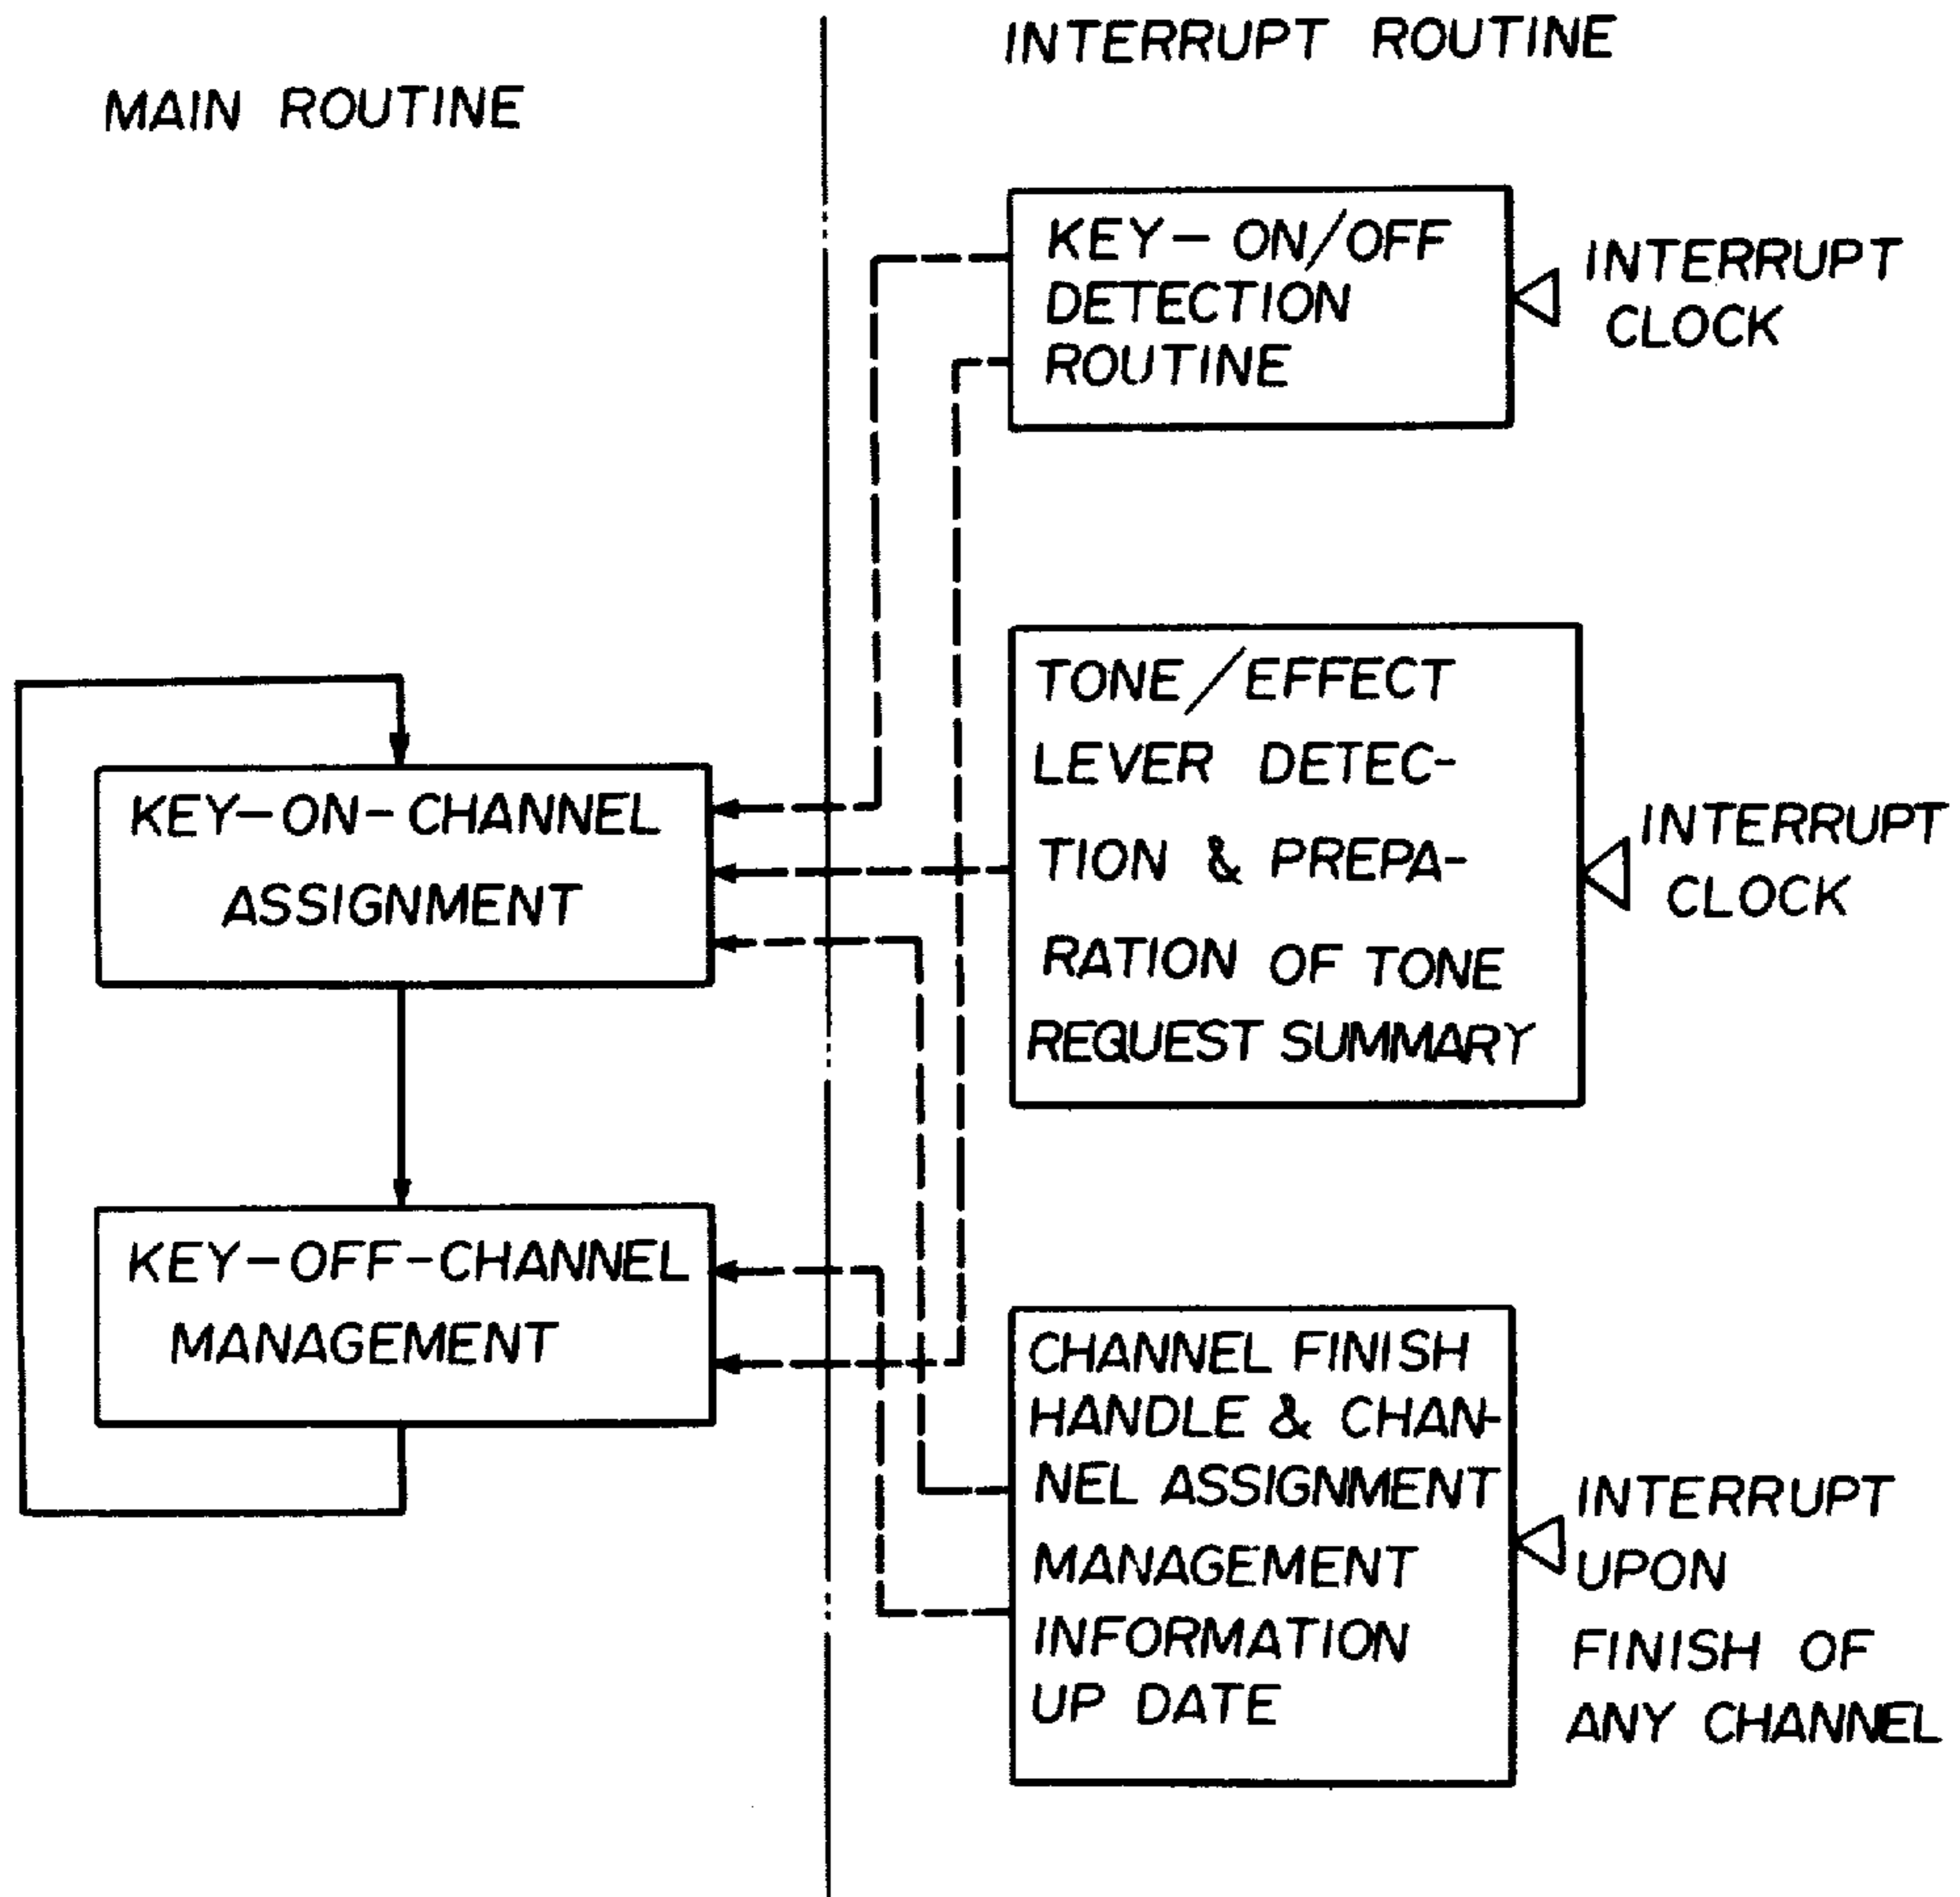 MAIN ROUTINE
INTERRUPT ROUTINE
KEY-ON/OFF
DETECTION
ROUTINE
INTERRUPT
CLOCK
TONE/EFFECT
LEVER DETEC-
TION & PREPA-
RATION OF TONE
REQUEST SUMMARY
INTERRUPT
CLOCK
KEY-ON-CHANNEL
ASSIGNMENT
KEY-OFF-CHANNEL
MANAGEMENT
CHANNEL FINISH
HANDLE & CHAN-
NEL ASSIGNMENT
MANAGEMENT
INFORMATION
UP DATE
INTERRUPT
UPON
FINISH OF
ANY CHANNEL